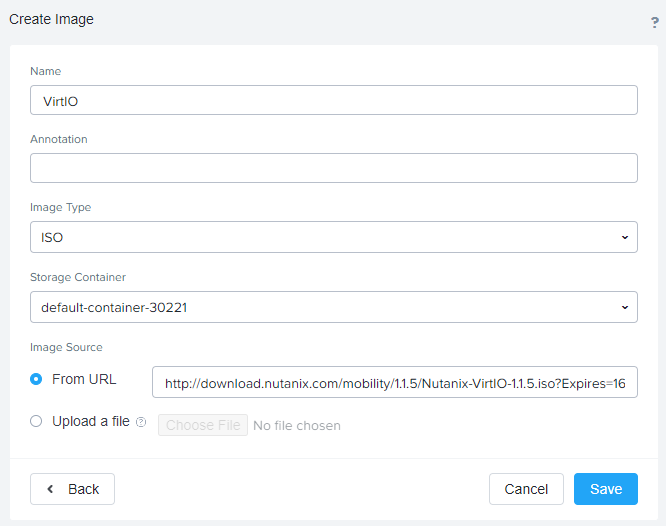 Create Image
?
Name
VirtIO
Annotation
Image Type
ISO
Storage Container
default-container-30221
Image Source
From URL
http://download.nutanix.com/mobility/1.1.5/Nutanix-VirtIO-1.1.5.iso?Expires=16
Upload a file ?
Choose File No file chosen
Back
Cancel
Save